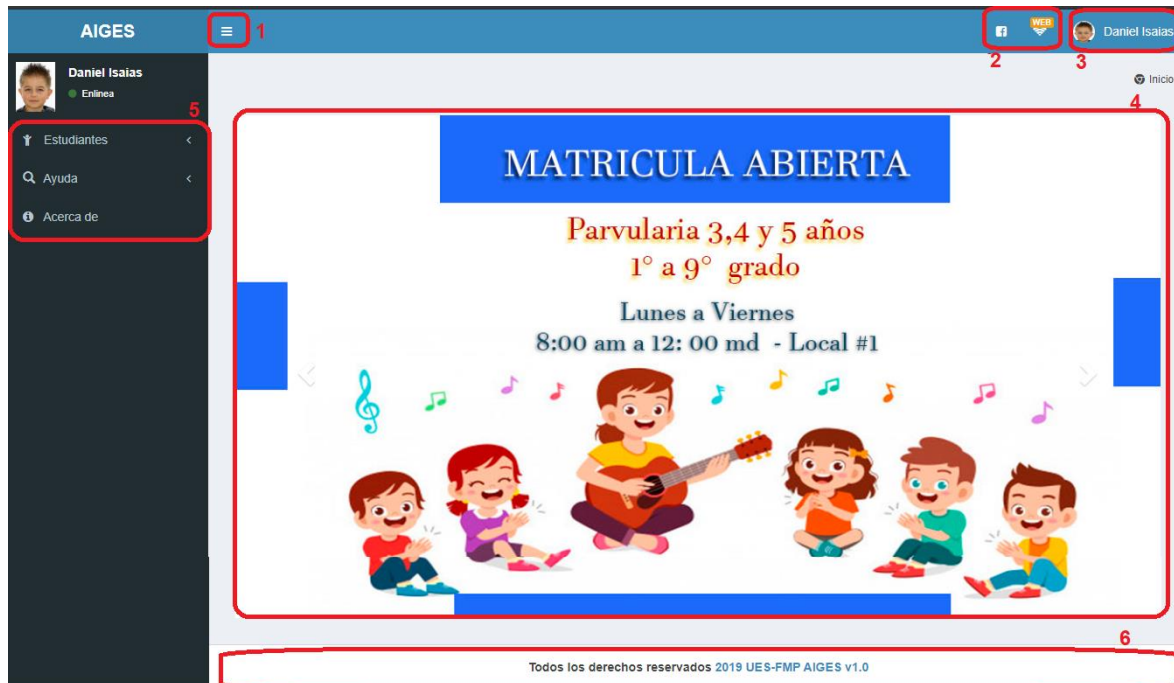 AIGES
1
2
WEB
3
Daniel Isaias
Daniel Isaias
Enlinea
Inicio
4
5
Estudiantes
Ayuda
Acerca de
MATRICULA ABIERTA
Parvularia 3,4 y 5 años
1° a 9° grado
Lunes a Viernes
8:00 am a 12: 00 md - Local #1
6
Todos los derechos reservados 2019 UES-FMP AIGES v1.0